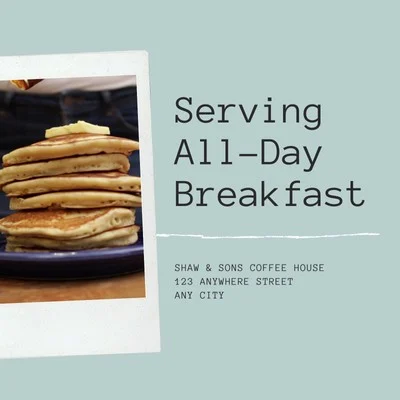 Serving
All-Day
Breakfast
SHAW & SONS COFFEE HOUSE
123 ANYWHERE STREET
ANY CITY